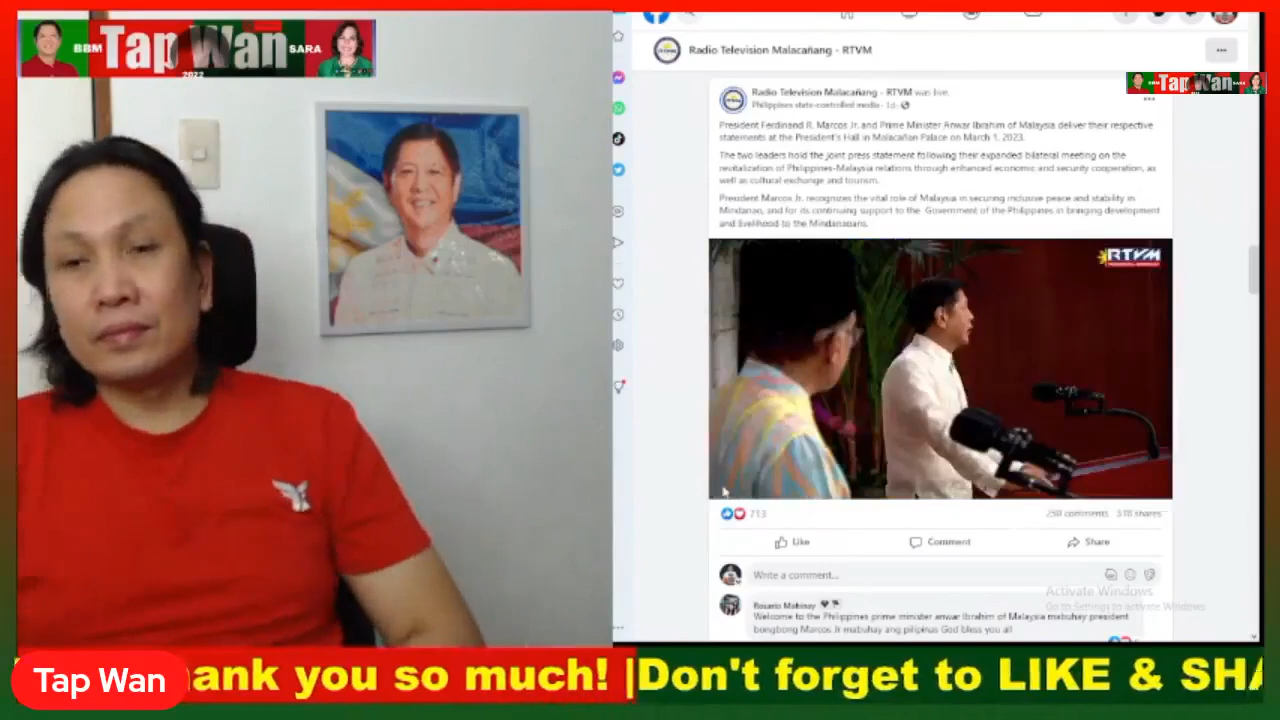 BBM Tap Wan SARA
2022
Radio Television Malacañang - RTVM
Tap Wan
Radio Television Malacañang - RTVM was live.
Philippines state-controlled media · 1d ·
President Ferdinand R. Marcos Jr. and Prime Minister Anwar Ibrahim of Malaysia deliver their respective
statements at the President's Hall in Malacañan Palace on March 1, 2023.
The two leaders hold the joint press statement following their expanded bilateral meeting on the
revitalization of Philippines-Malaysia relations through enhanced economic and security cooperation, as
well as cultural exchange and tourism.
President Marcos Jr. recognizes the vital role of Malaysia in securing inclusive peace and stability in
Mindanao, and for its continuing support to the Government of the Philippines in bringing development
and livelihood to the Mindanaoans.
RTVM
713
comments 318 shares
Like Comment Share
Write a comment...
Activate Windows
Go to Settings to activate Windows.
Rosario Mabinay
Welcome to the Philippines prime minister anwar Ibrahim of Malaysia mabuhay president
bongbong Marcos Jr mabuhay ang pilipinas God bless you all
Tap Wan
ank you so much! |Don't forget to LIKE & SHA